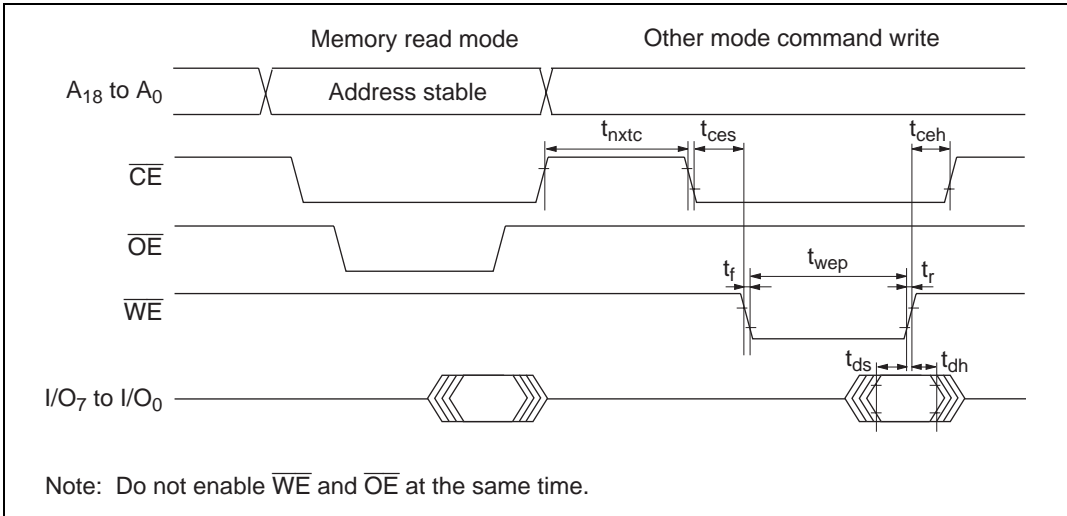 Memory read mode Other mode command write
A18 to A0 Address stable
tnxtc tces tceh
CE
OE
tf twep tr
WE
tds tdh
I/O7 to I/O0
Note: Do not enable WE and OE at the same time.